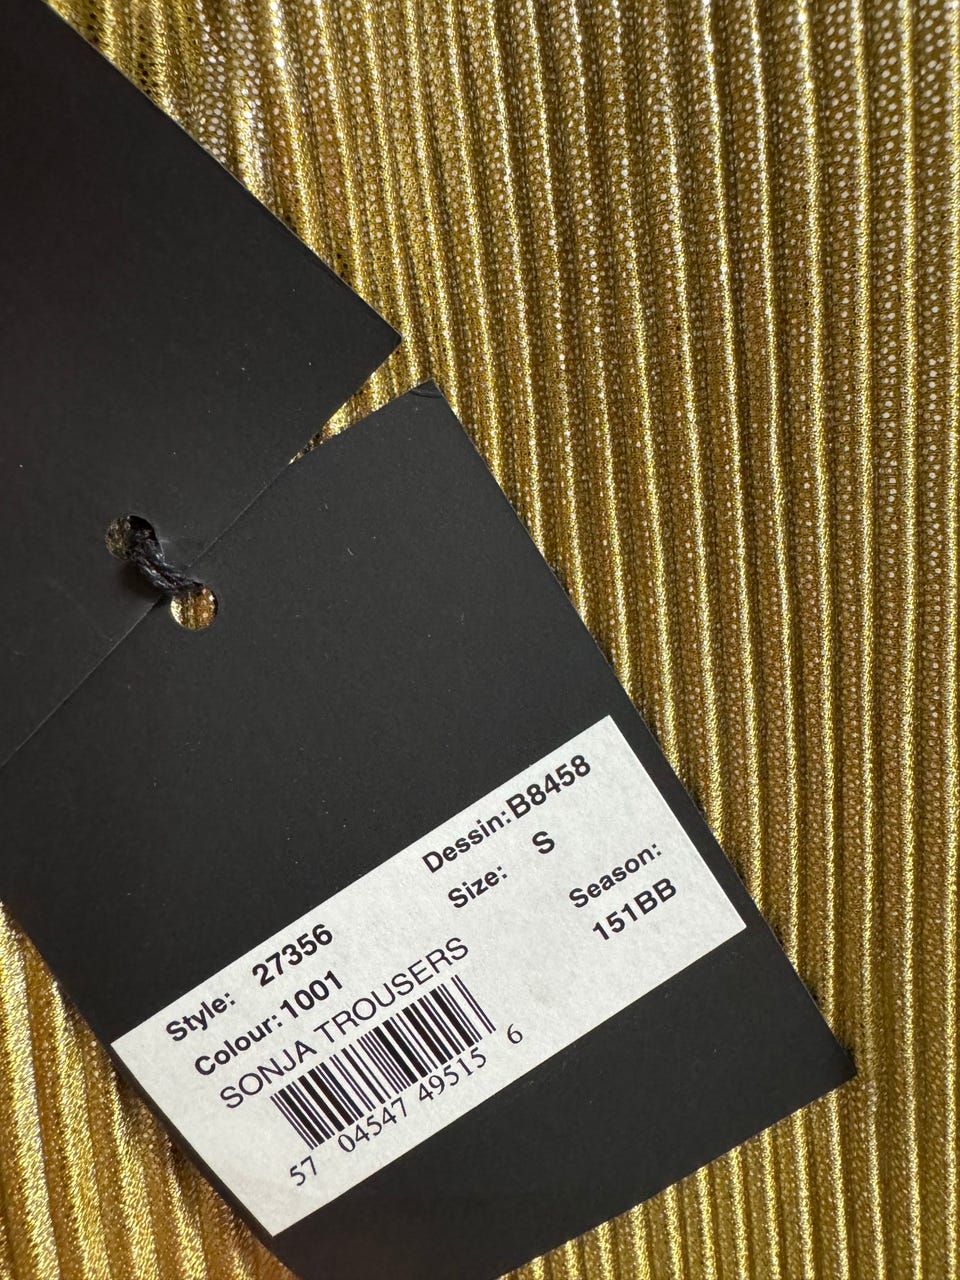 Style: 27356 Dessin:B8458
Colour:1001 Size: S
SONJA TROUSERS Season:
151BB
57 04547 49515 6